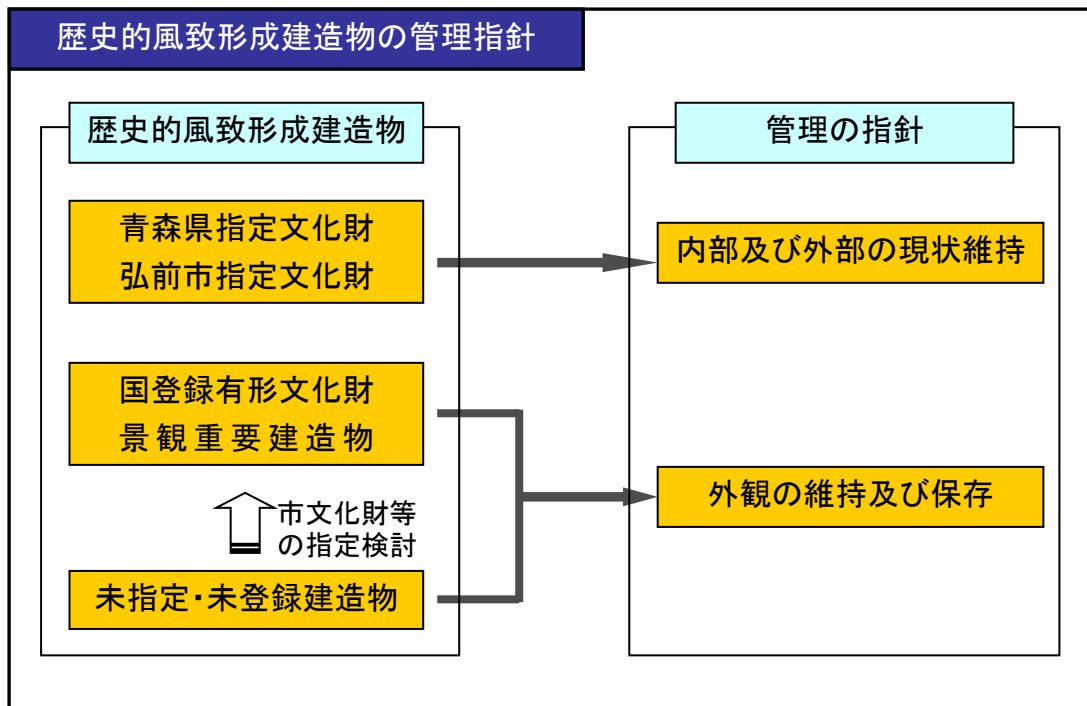 歴史的風致形成建造物の管理指針
歴史的風致形成建造物
管理の指針
青森県指定文化財
弘前市指定文化財
内部及び外部の現状維持
国登録有形文化財
景観重要建造物
外観の維持及び保存
市文化財等
の指定検討
未指定・未登録建造物